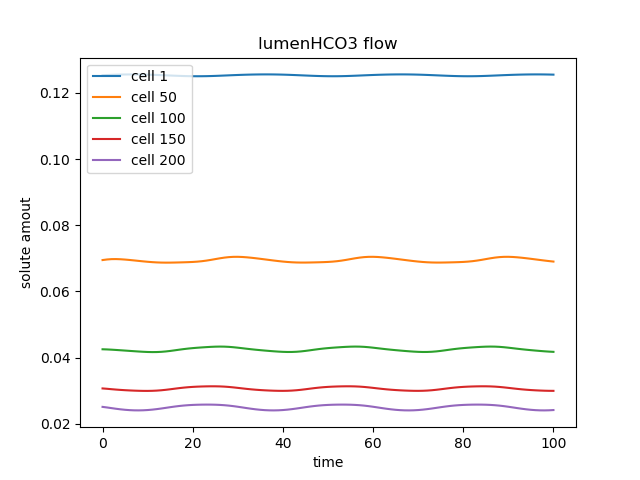 lumenHCO3 flow
cell 1
cell 50
cell 100
cell 150
cell 200
solute amout
0.12
0.10
0.08
0.06
0.04
0.02
0 20 40 60 80 100
time